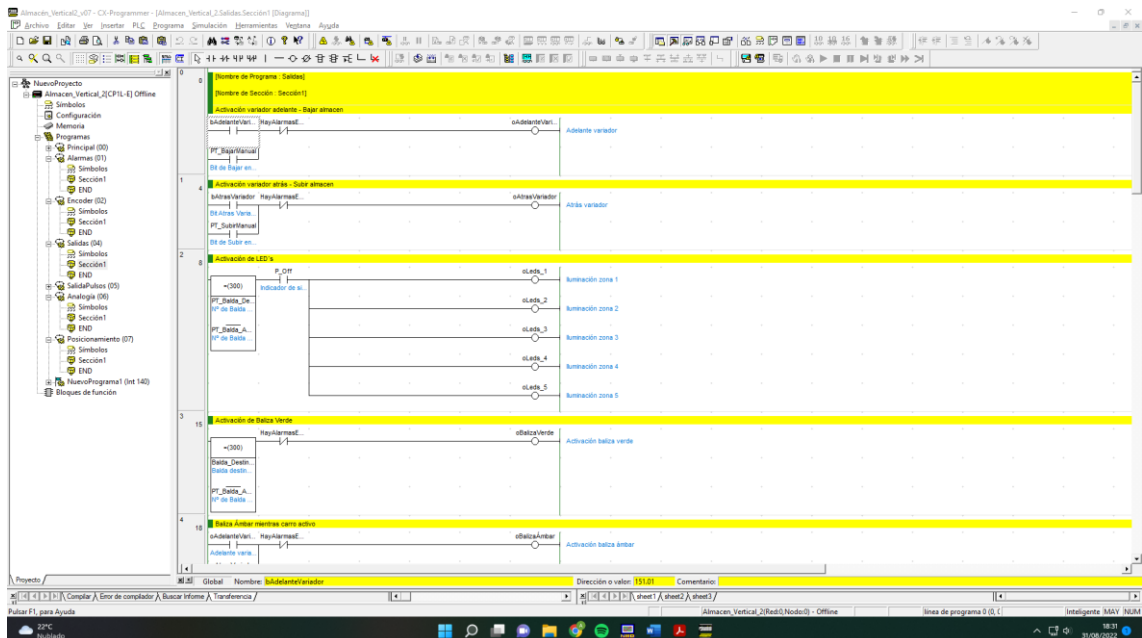 Almacén_Vertical2_v07 - CX-Programmer - [Almacen_Vertical_2.Salidas.Sección1 [Diagrama]]
Archivo Editar Ver Insertar PLC Programa Simulación Herramientas Ventana Ayuda
NuevoProyecto
Almacen_Vertical_2[CP1L-E] Offline
Símbolos
Configuración
Memoria
Programas
Principal (00)
Alarmas (01)
Símbolos
Sección1
END
Encoder (02)
Símbolos
Sección1
END
Salidas (04)
Símbolos
Sección1
END
SalidaPulsos (05)
Analogía (06)
Símbolos
Sección1
END
Posicionamiento (07)
Símbolos
Sección1
END
NuevoPrograma1 (Int 140)
Bloques de función
Proyecto
0
0
[Nombre de Programa : Salidas]
[Nombre de Sección : Sección1]
Activación variador adelante - Bajar almacen
bAdelanteVari... HayAlarmasE... oAdelanteVari...
Adelante variador
PT_BajarManual
Bit de Bajar en...
1
4
Activación variador atrás - Subir almacen
bAtrasVariador HayAlarmasE... oAtrasVariador
Bit Atras Varia...
Atrás variador
PT_SubirManual
Bit de Subir en...
2
8
Activación de LED's
=(300)
P_Off
Indicador de si...
oLeds_1
Iluminación zona 1
PT_Balda_De...
Nº de Balda ...
oLeds_2
Iluminación zona 2
PT_Balda_A...
Nº de Balda ...
oLeds_3
Iluminación zona 3
oLeds_4
Iluminación zona 4
oLeds_5
Iluminación zona 5
3
15
Activación de Baliza Verde
=(300)
HayAlarmasE...
oBalizaVerde
Activación baliza verde
Balda_Destin...
Balda destin...
PT_Balda_A...
Nº de Balda ...
4
18
Baliza Ámbar mientras carro activo
oAdelanteVari... HayAlarmasE... oBalizaÁmbar
Adelante varia...
Activación baliza ámbar
Global Nombre: bAdelanteVariador Dirección o valor: 151.01 Comentario:
Compilar Error de compilador Buscar Informe Transferencia
sheet1 sheet2 sheet3
Pulsar F1, para Ayuda
Almacen_Vertical_2(Red:0,Nodo:0) - Offline
línea de programa 0 (0, 0
Inteligente MAY NUM
22°C
Nublado
18:31
31/08/2022